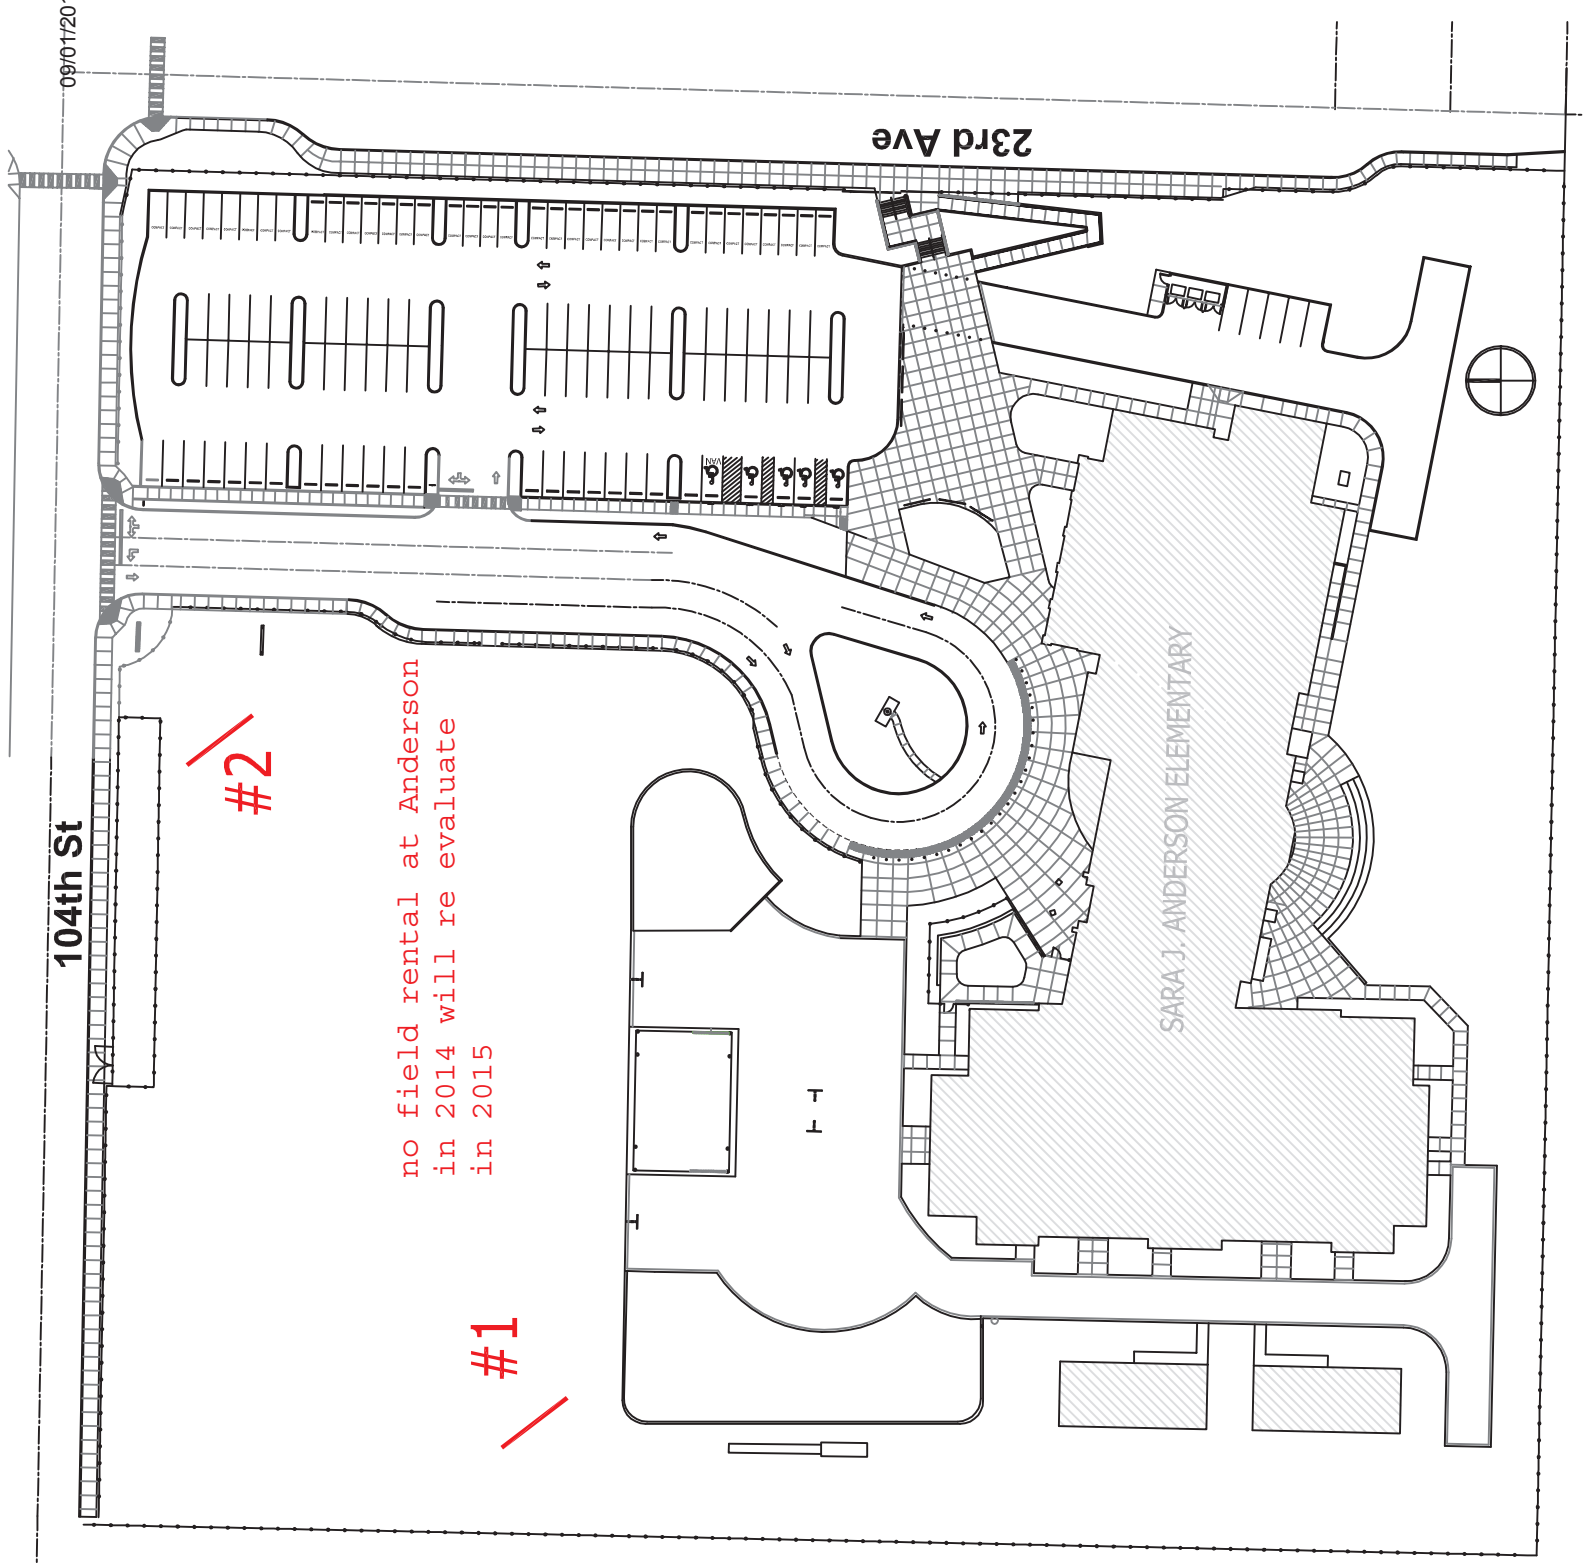 09/01/201
23rd Ave
VAN
104th St
#2
no field rental at Anderson
in 2014 will re evaluate
in 2015
#1
SARA J. ANDERSON ELEMENTARY